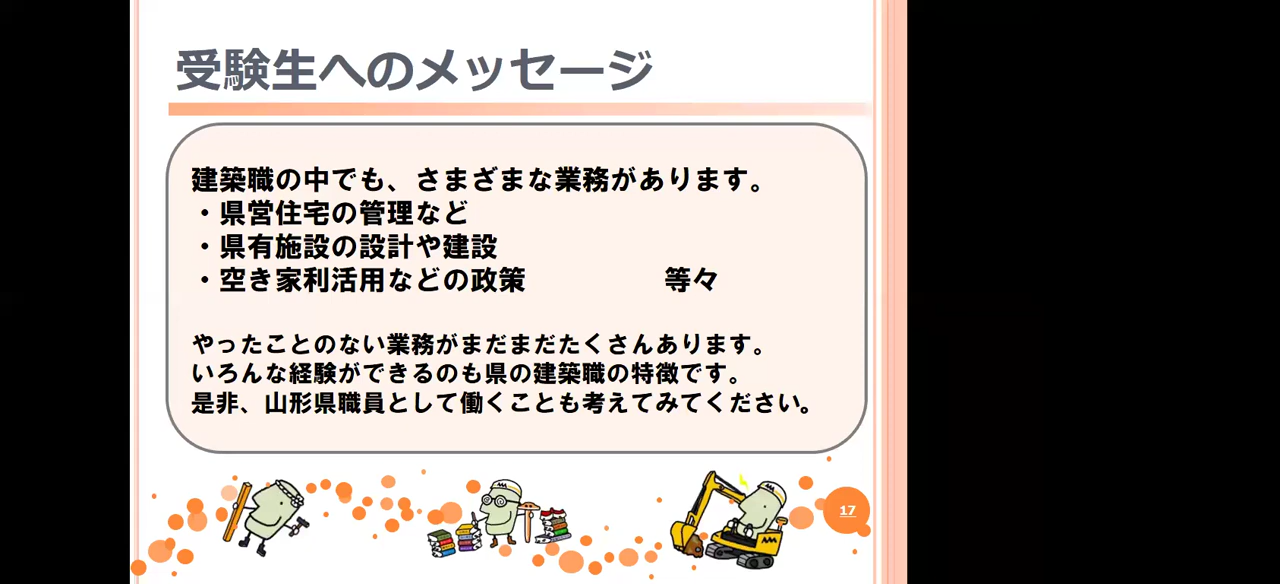 受験生へのメッセージ
建築職の中でも、さまざまな業務があります。
・県営住宅の管理など
・県有施設の設計や建設
・空き家利活用などの政策　　　　　等々
やったことのない業務がまだまだたくさんあります。
いろんな経験ができるのも県の建築職の特徴です。
是非、山形県職員として働くことも考えてみてください。
17